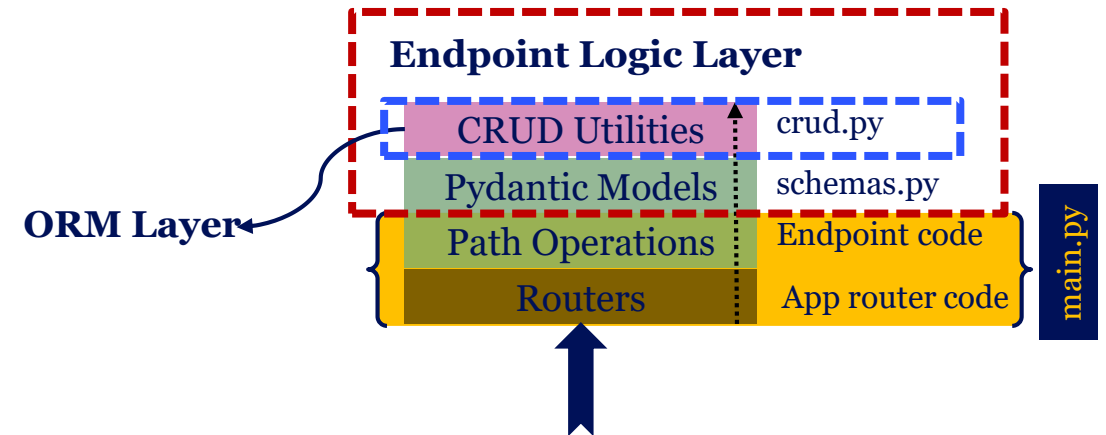 Endpoint Logic Layer
CRUD Utilities
crud.py
Pydantic Models
schemas.py
ORM Layer
Path Operations
Endpoint code
Routers
App router code
main.py